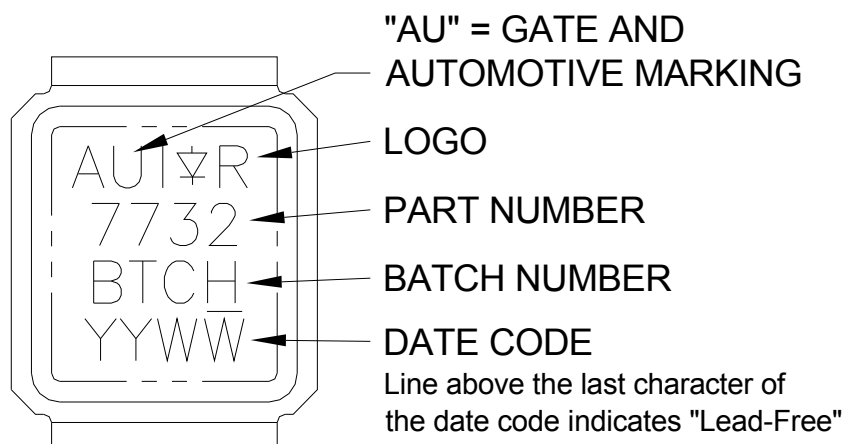 "AU" = GATE AND
AUTOMOTIVE MARKING
LOGO
PART NUMBER
BATCH NUMBER
DATE CODE
Line above the last character of
the date code indicates "Lead-Free"
AUI R
7732
BTCH
YYWW